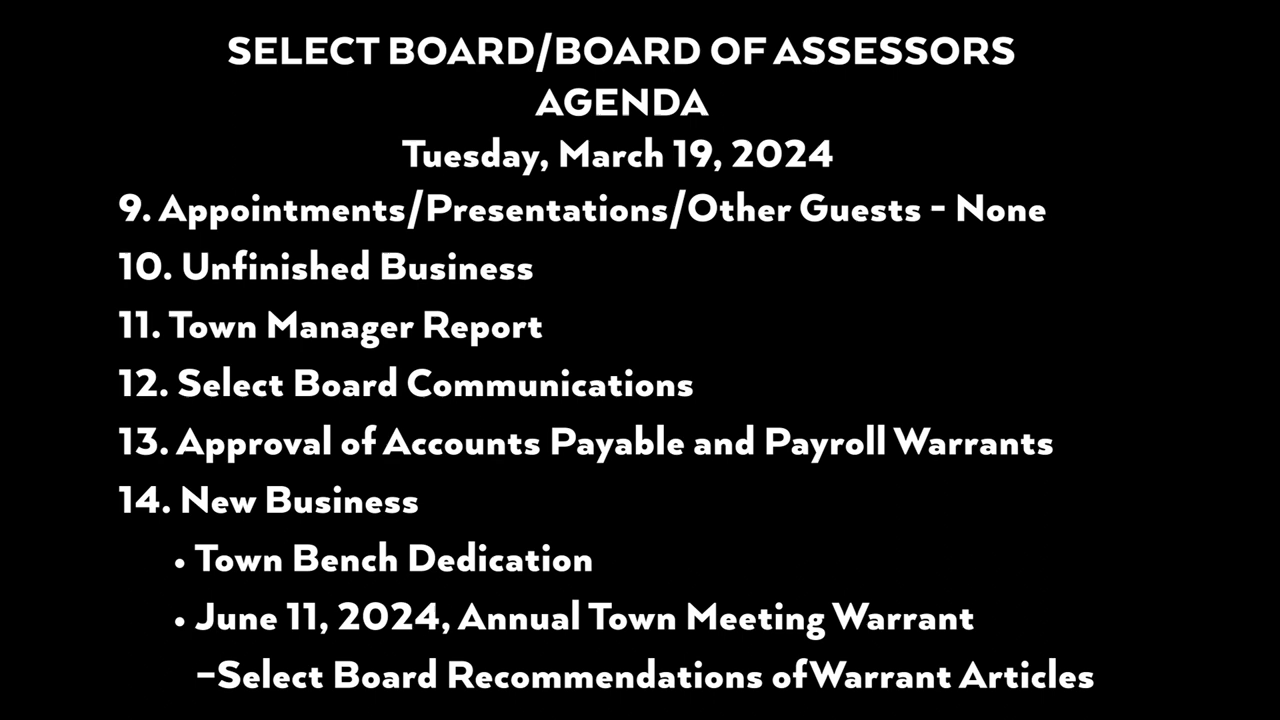 SELECT BOARD/BOARD OF ASSESSORS
AGENDA
Tuesday, March 19, 2024
9. Appointments/Presentations/Other Guests - None
10. Unfinished Business
11. Town Manager Report
12. Select Board Communications
13. Approval of Accounts Payable and Payroll Warrants
14. New Business
• Town Bench Dedication
• June 11, 2024, Annual Town Meeting Warrant
–Select Board Recommendations of Warrant Articles